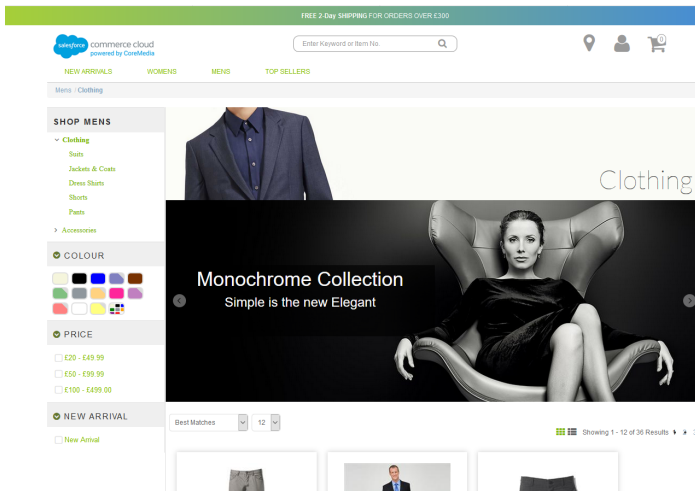 FREE 2-Day SHIPPING FOR ORDERS OVER £300
salesforce commerce cloud
powered by CoreMedia
Enter Keyword or Item No.
0
NEW ARRIVALS WOMENS MENS TOP SELLERS
Mens / Clothing
SHOP MENS
Clothing
Suits
Jackets & Coats
Dress Shirts
Shorts
Pants
Accessories
Clothing
COLOUR
Monochrome Collection
Simple is the new Elegant
PRICE
£20 - £49.99
£50 - £99.99
£100 - £499.00
NEW ARRIVAL
New Arrival
Best Matches 12
Showing 1 - 12 of 36 Results